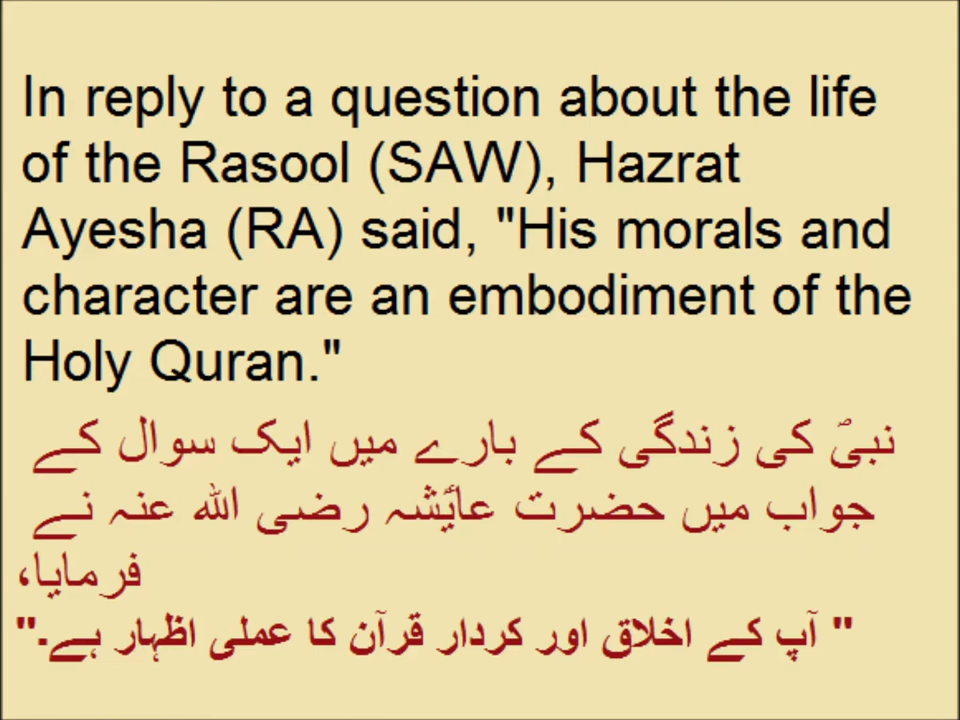 In reply to a question about the life
of the Rasool (SAW), Hazrat
Ayesha (RA) said, "His morals and
character are an embodiment of the
Holy Quran."
نبیؐ کی زندگی کے بارے میں ایک سوال کے
جواب میں حضرت عایٔشہ رضی اللہ عنہ نے
فرمایا،
" آپ کے اخلاق اور کردار قرآن کا عملی اظہار ہے۔"